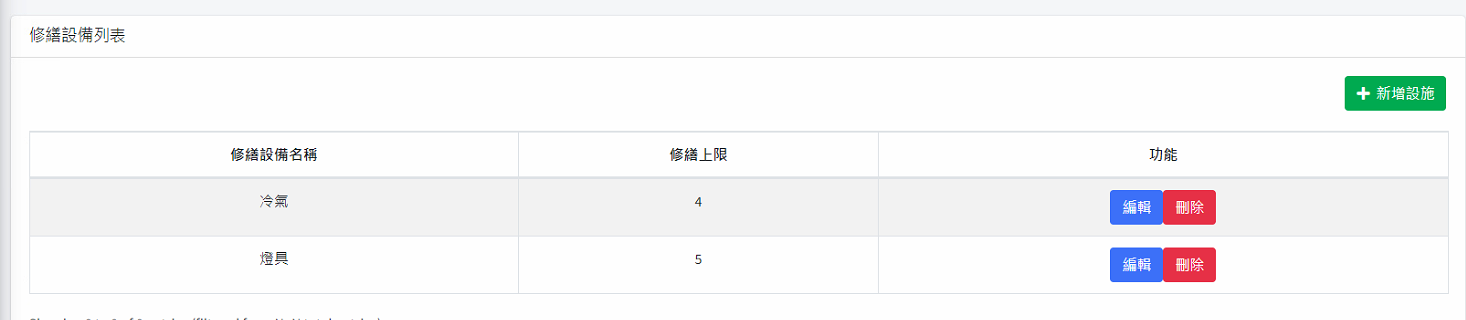 修繕設備列表
新增設施
修繕設備名稱 修繕上限 功能
冷氣 4 編輯 刪除
燈具 5 編輯 刪除